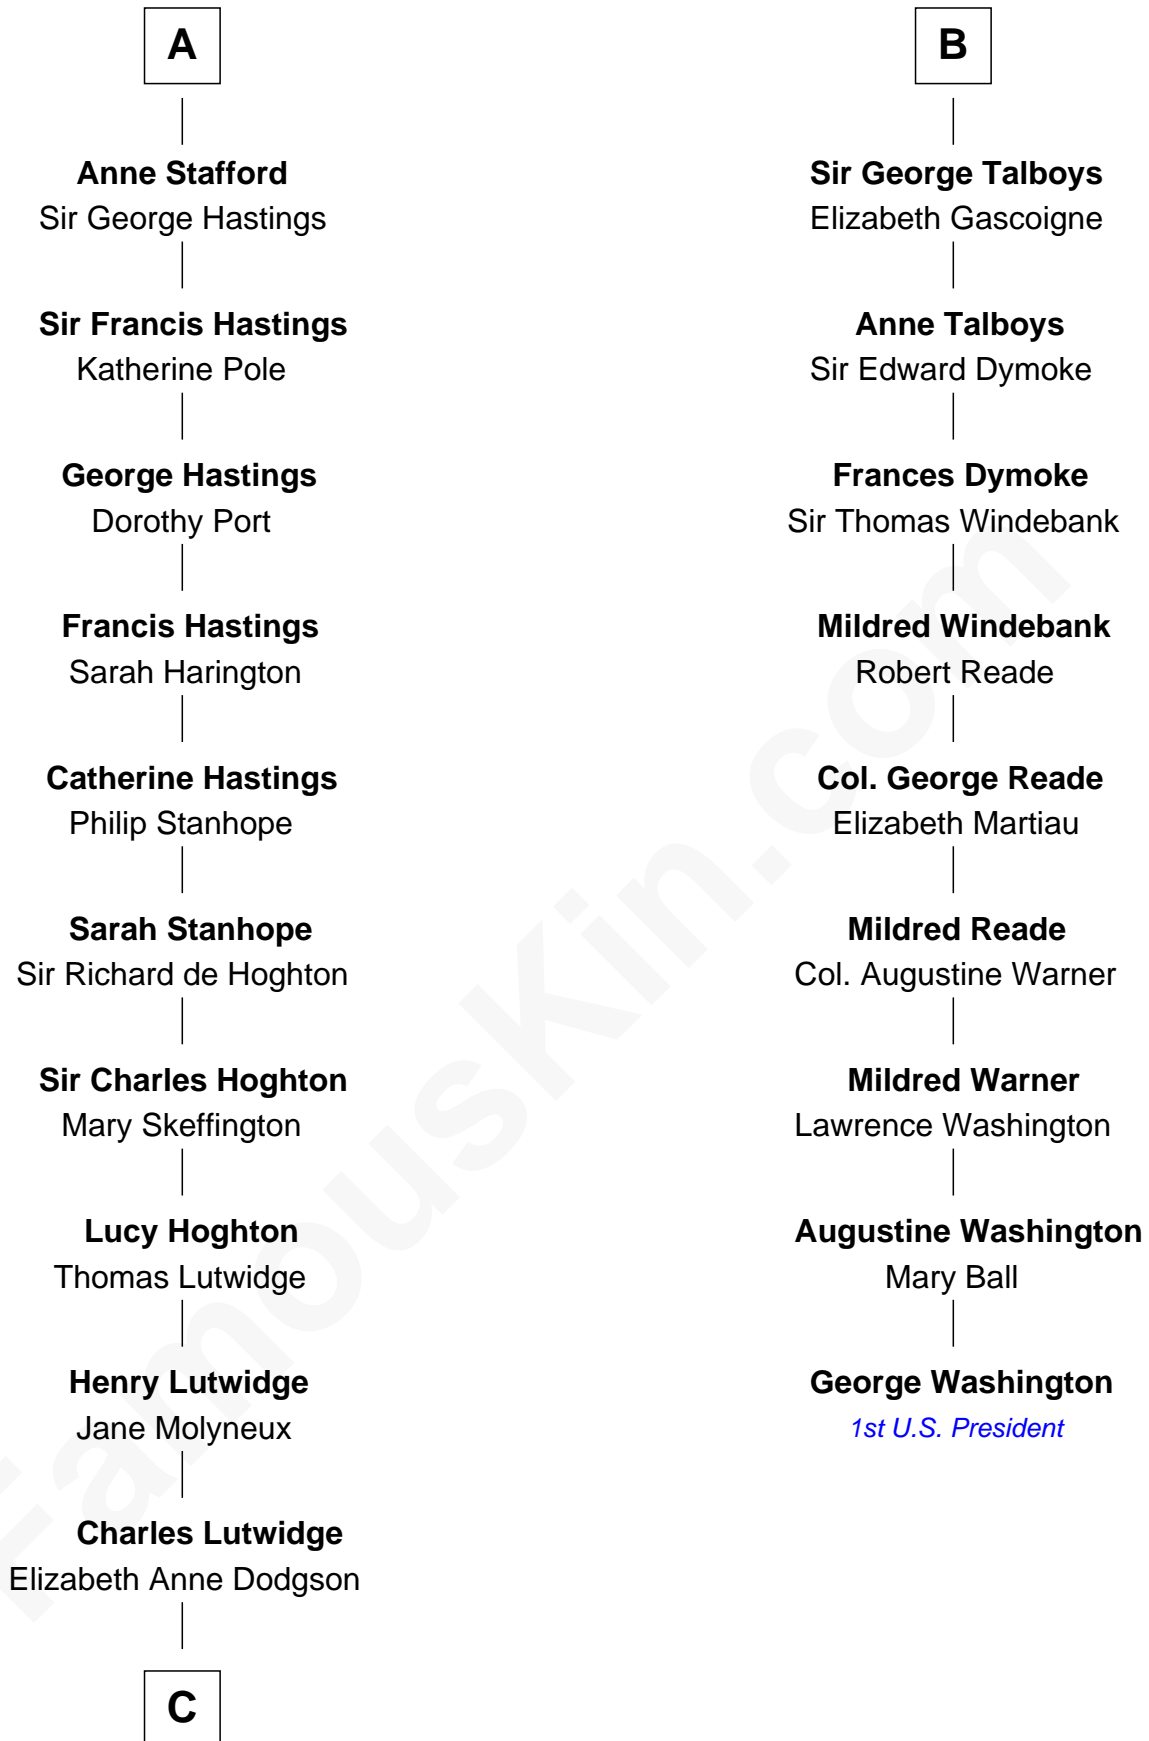 A
Anne Stafford
Sir George Hastings
Sir Francis Hastings
Katherine Pole
George Hastings
Dorothy Port
Francis Hastings
Sarah Harington
Catherine Hastings
Philip Stanhope
Sarah Stanhope
Sir Richard de Hoghton
Sir Charles Hoghton
Mary Skeffington
Lucy Hoghton
Thomas Lutwidge
Henry Lutwidge
Jane Molyneux
Charles Lutwidge
Elizabeth Anne Dodgson
C
B
Sir George Talboys
Elizabeth Gascoigne
Anne Talboys
Sir Edward Dymoke
Frances Dymoke
Sir Thomas Windebank
Mildred Windebank
Robert Reade
Col. George Reade
Elizabeth Martiau
Mildred Reade
Col. Augustine Warner
Mildred Warner
Lawrence Washington
Augustine Washington
Mary Ball
George Washington
1st U.S. President
FamousKin.com